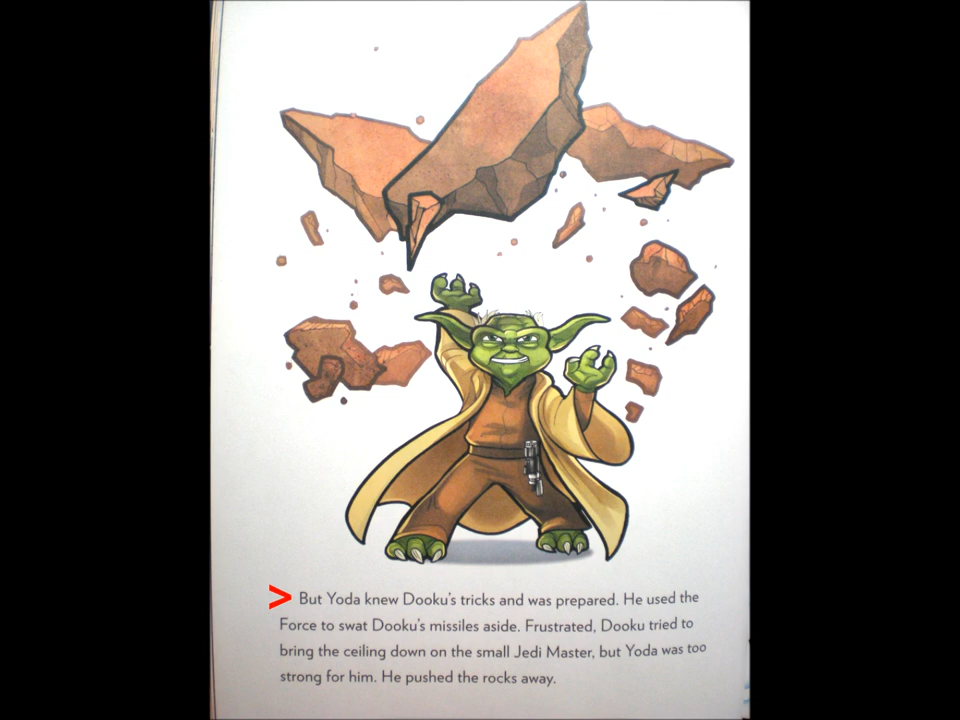 > But Yoda knew Dooku's tricks and was prepared. He used the
Force to swat Dooku's missiles aside. Frustrated, Dooku tried to
bring the ceiling down on the small Jedi Master, but Yoda was too
strong for him. He pushed the rocks away.